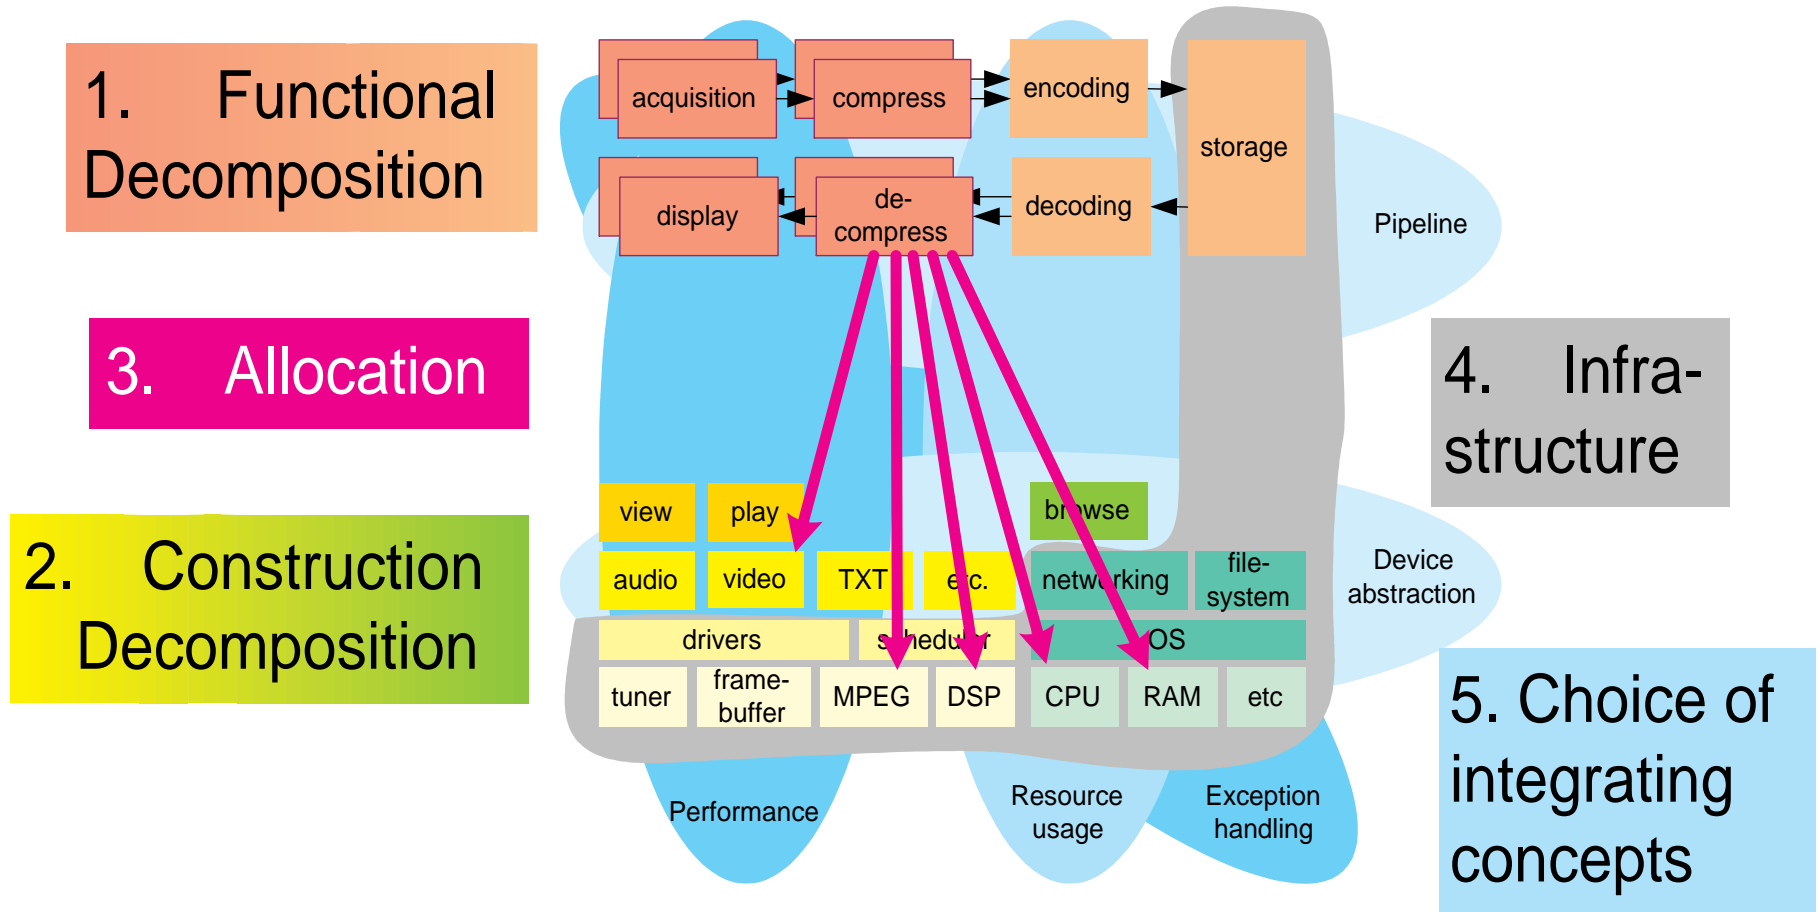 1. Functional
Decomposition
acquisition
compress
encoding
storage
display
de-
compress
decoding
Pipeline
3. Allocation
4. Infra-
structure
view
play
browse
2. Construction
Decomposition
audio
video
TXT
etc.
networking
file-
system
Device
abstraction
drivers
scheduler
OS
tuner
frame-
buffer
MPEG
DSP
CPU
RAM
etc
5. Choice of
integrating
concepts
Performance
Resource
usage
Exception
handling